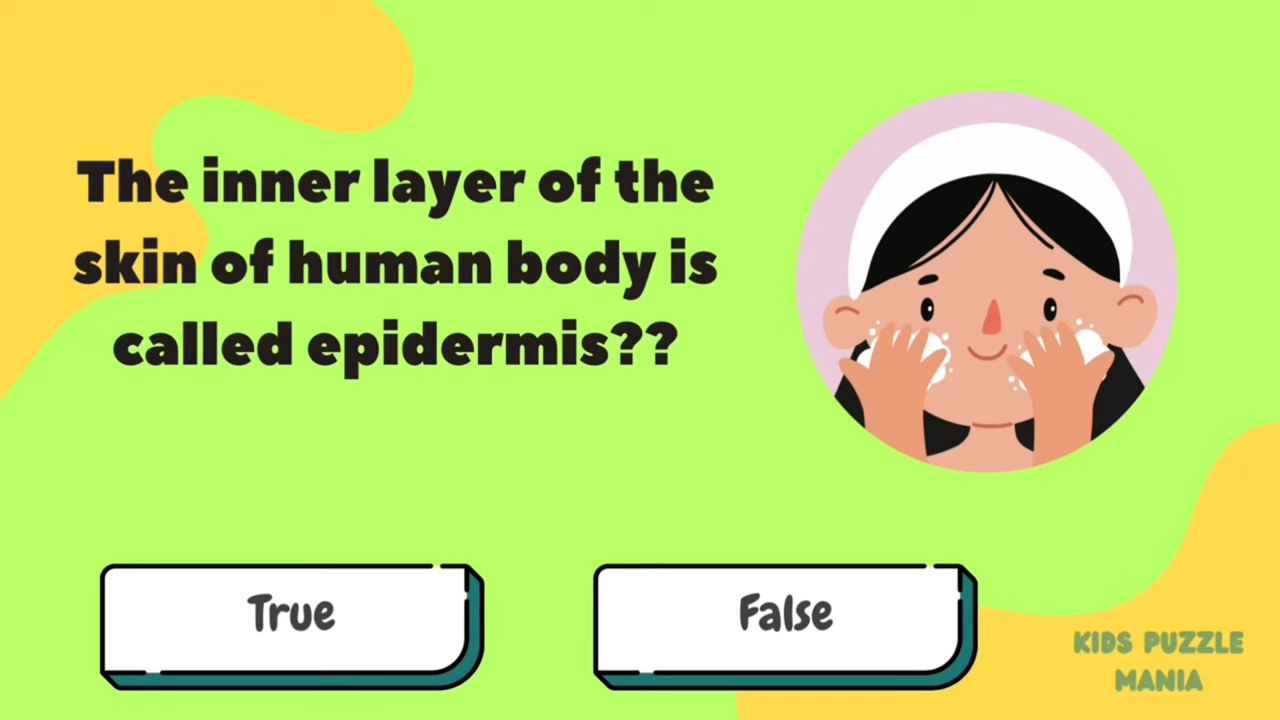 The inner layer of the
skin of human body is
called epidermis??
True
False
KIDS PUZZLE
MANIA